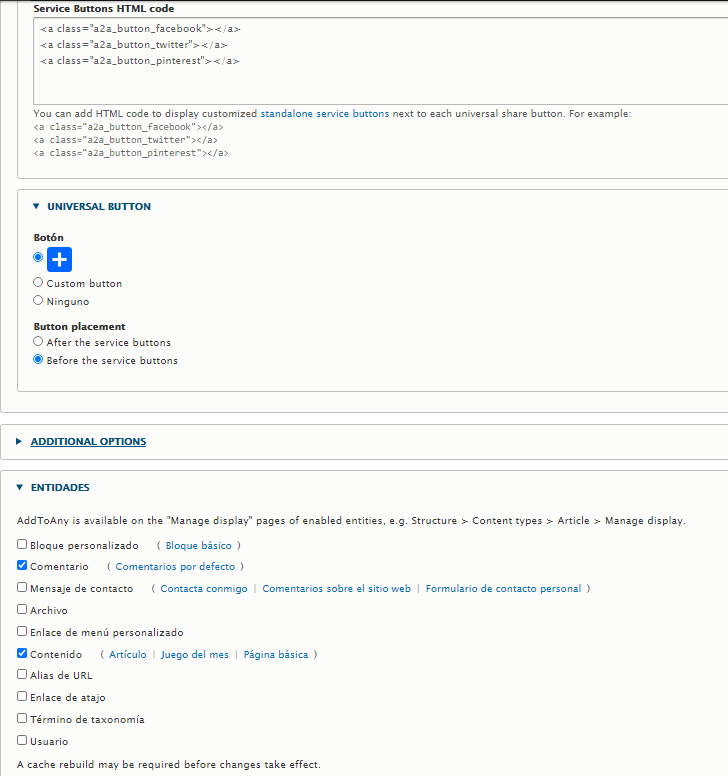 Service Buttons HTML code
<a class="a2a_button_facebook"></a>
<a class="a2a_button_twitter"></a>
<a class="a2a_button_pinterest"></a>
You can add HTML code to display customized standalone service buttons next to each universal share button. For example:
<a class="a2a_button_facebook"></a>
<a class="a2a_button_twitter"></a>
<a class="a2a_button_pinterest"></a>
UNIVERSAL BUTTON
Botón
Custom button
Ninguno
Button placement
After the service buttons
Before the service buttons
ADDITIONAL OPTIONS
ENTIDADES
AddToAny is available on the "Manage display" pages of enabled entities, e.g. Structure > Content types > Article > Manage display.
Bloque personalizado ( Bloque básico )
Comentario ( Comentarios por defecto )
Mensaje de contacto ( Contacta conmigo | Comentarios sobre el sitio web | Formulario de contacto personal )
Archivo
Enlace de menú personalizado
Contenido ( Artículo | Juego del mes | Página básica )
Alias de URL
Enlace de atajo
Término de taxonomía
Usuario
A cache rebuild may be required before changes take effect.